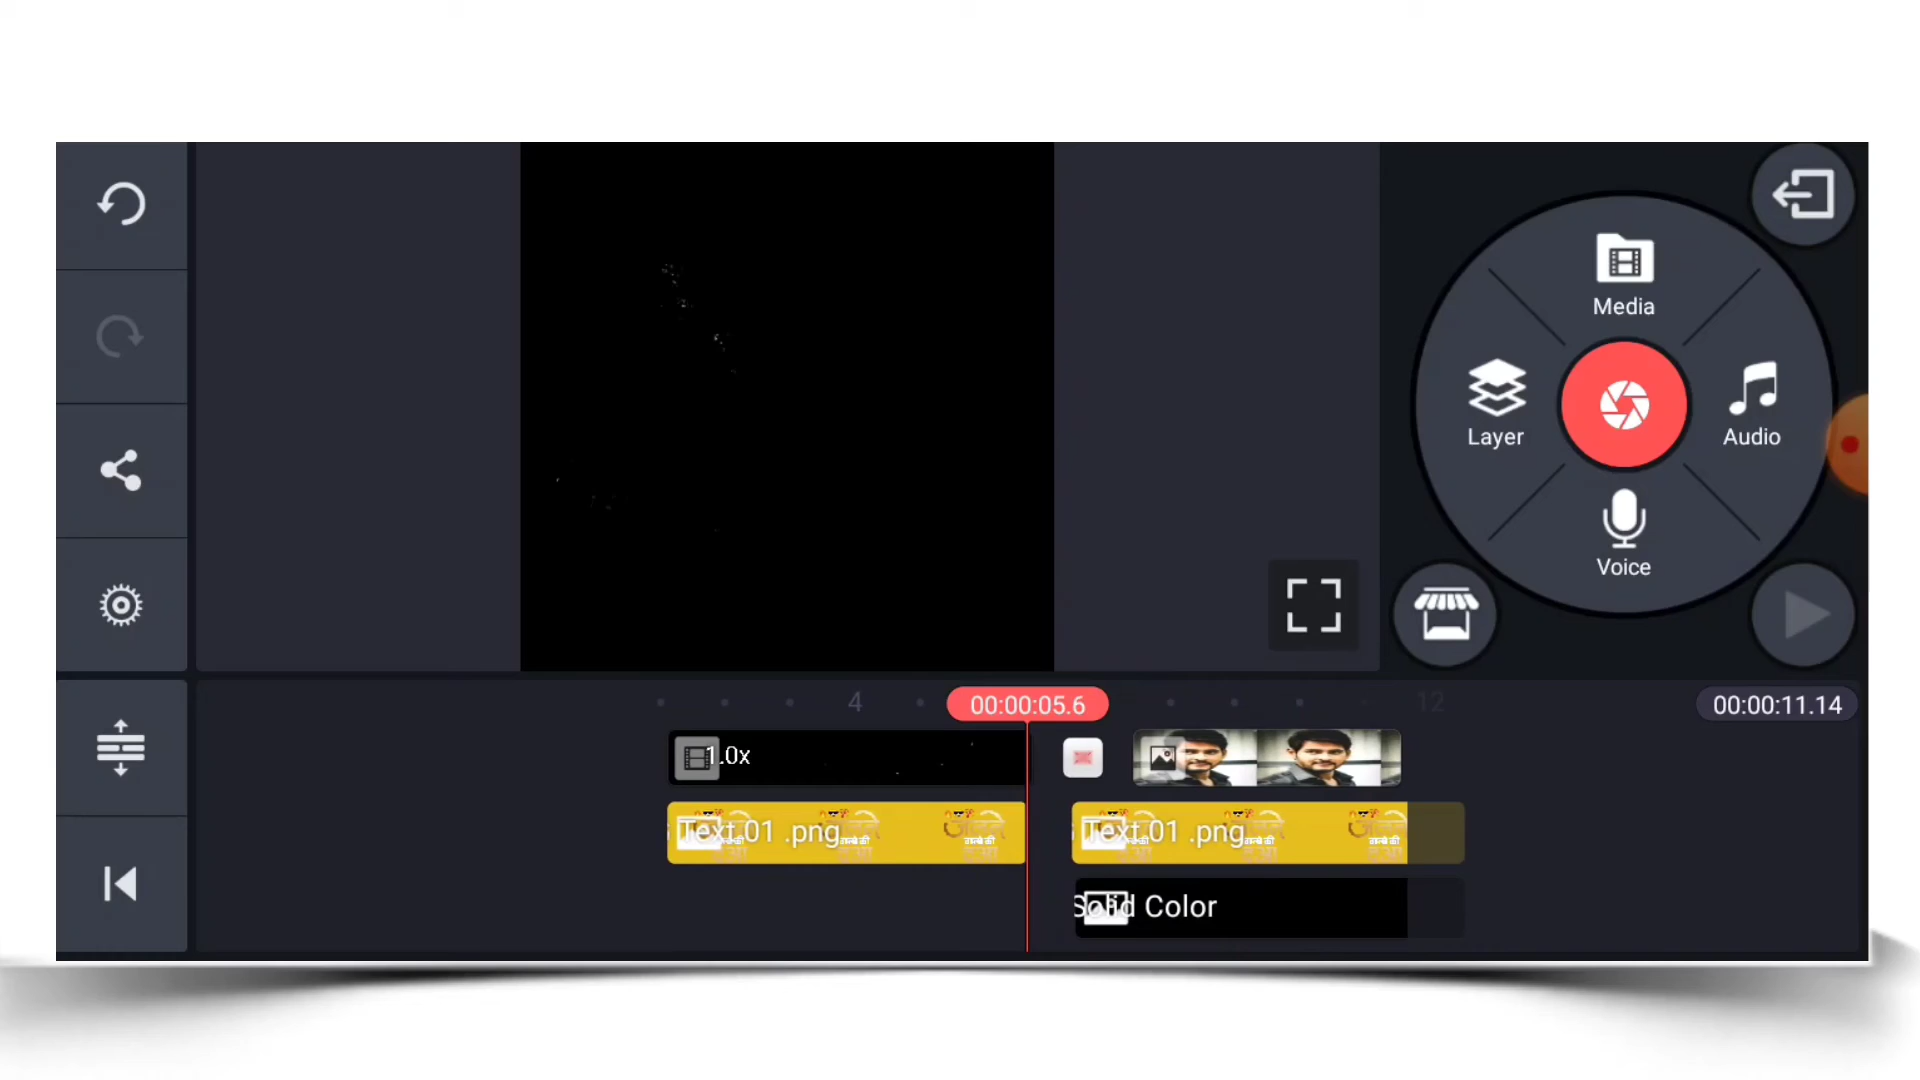 Media
Layer
Audio
Voice
4
00:00:05.6
12
00:00:11.14
1.0x
Text 01 .png
Text 01 .png
Solid Color